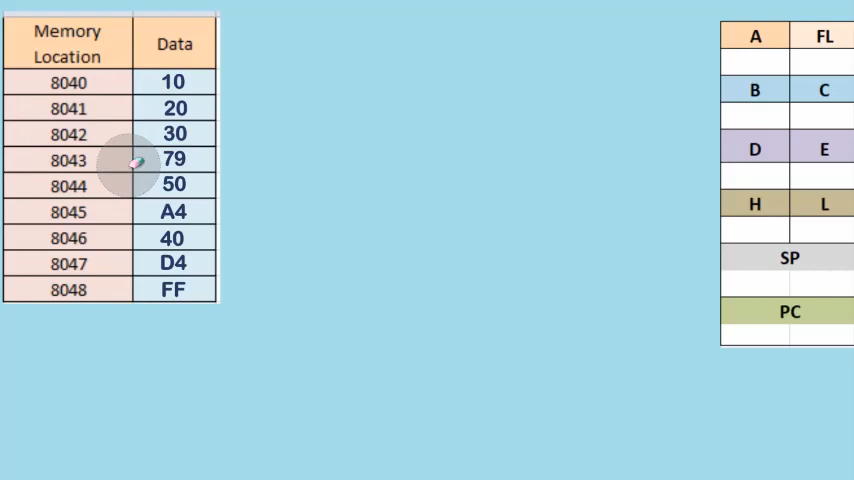 Memory Location Data
8040 10
8041 20
8042 30
8043 79
8044 50
8045 A4
8046 40
8047 D4
8048 FF
A FL
B C
D E
H L
SP
PC